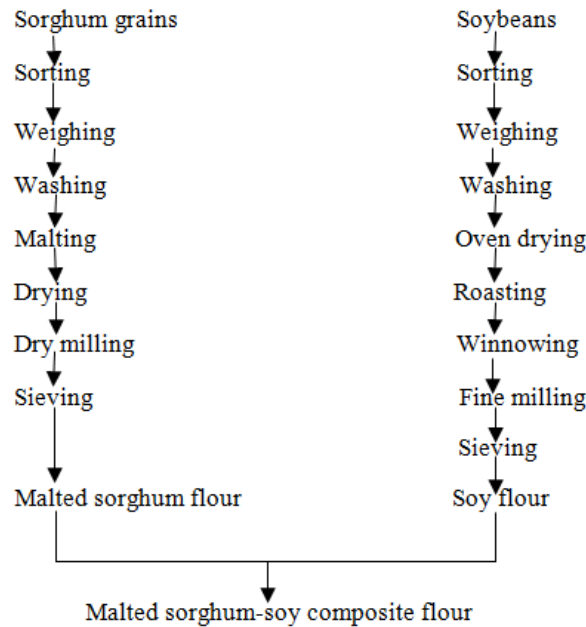 Sorghum grains
Sorting
Weighing
Washing
Malting
Drying
Dry milling
Sieving
Malted sorghum flour
Soybeans
Sorting
Weighing
Washing
Oven drying
Roasting
Winnowing
Fine milling
Sieving
Soy flour
Malted sorghum-soy composite flour